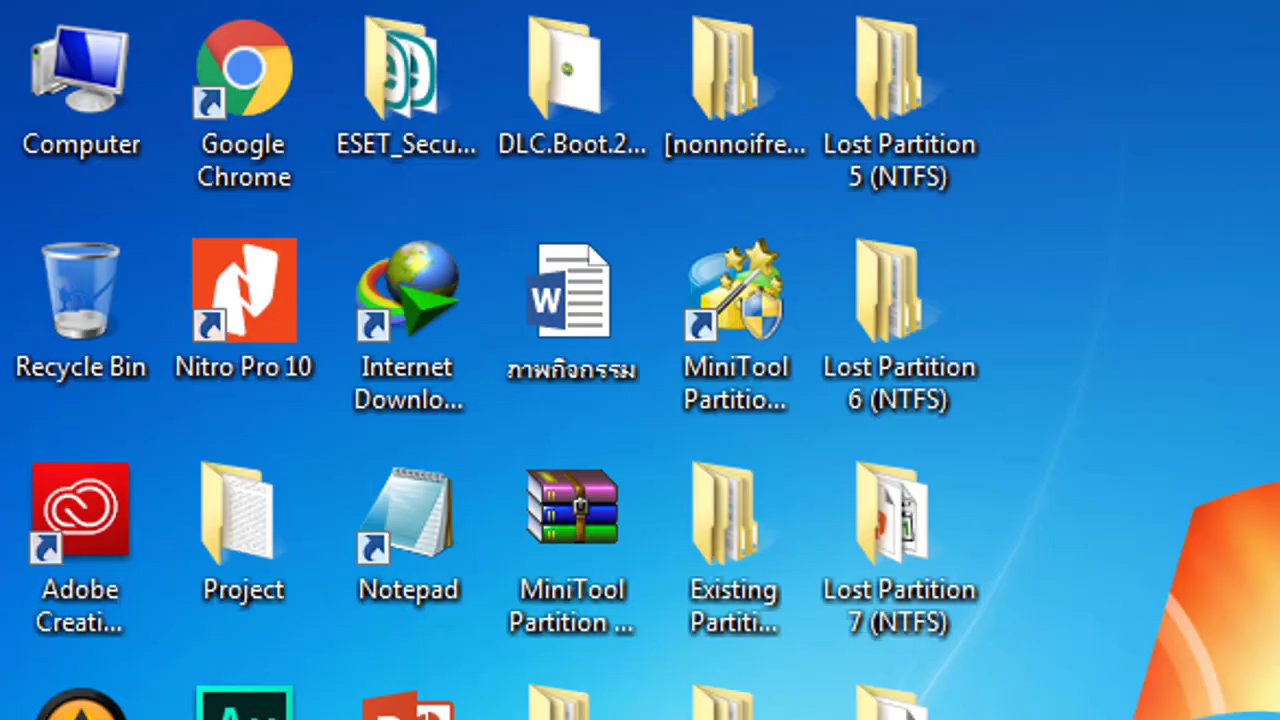 Computer
Google
Chrome
ESET_Secu...
DLC.Boot.2...
[nonnoifre...
Lost Partition
5 (NTFS)
Recycle Bin
Nitro Pro 10
Internet
Downlo...
W
ภาพกิจกรรม
MiniTool
Partitio...
Lost Partition
6 (NTFS)
Adobe
Creati...
Project
Notepad
MiniTool
Partition ...
Existing
Partiti...
Lost Partition
7 (NTFS)
Au